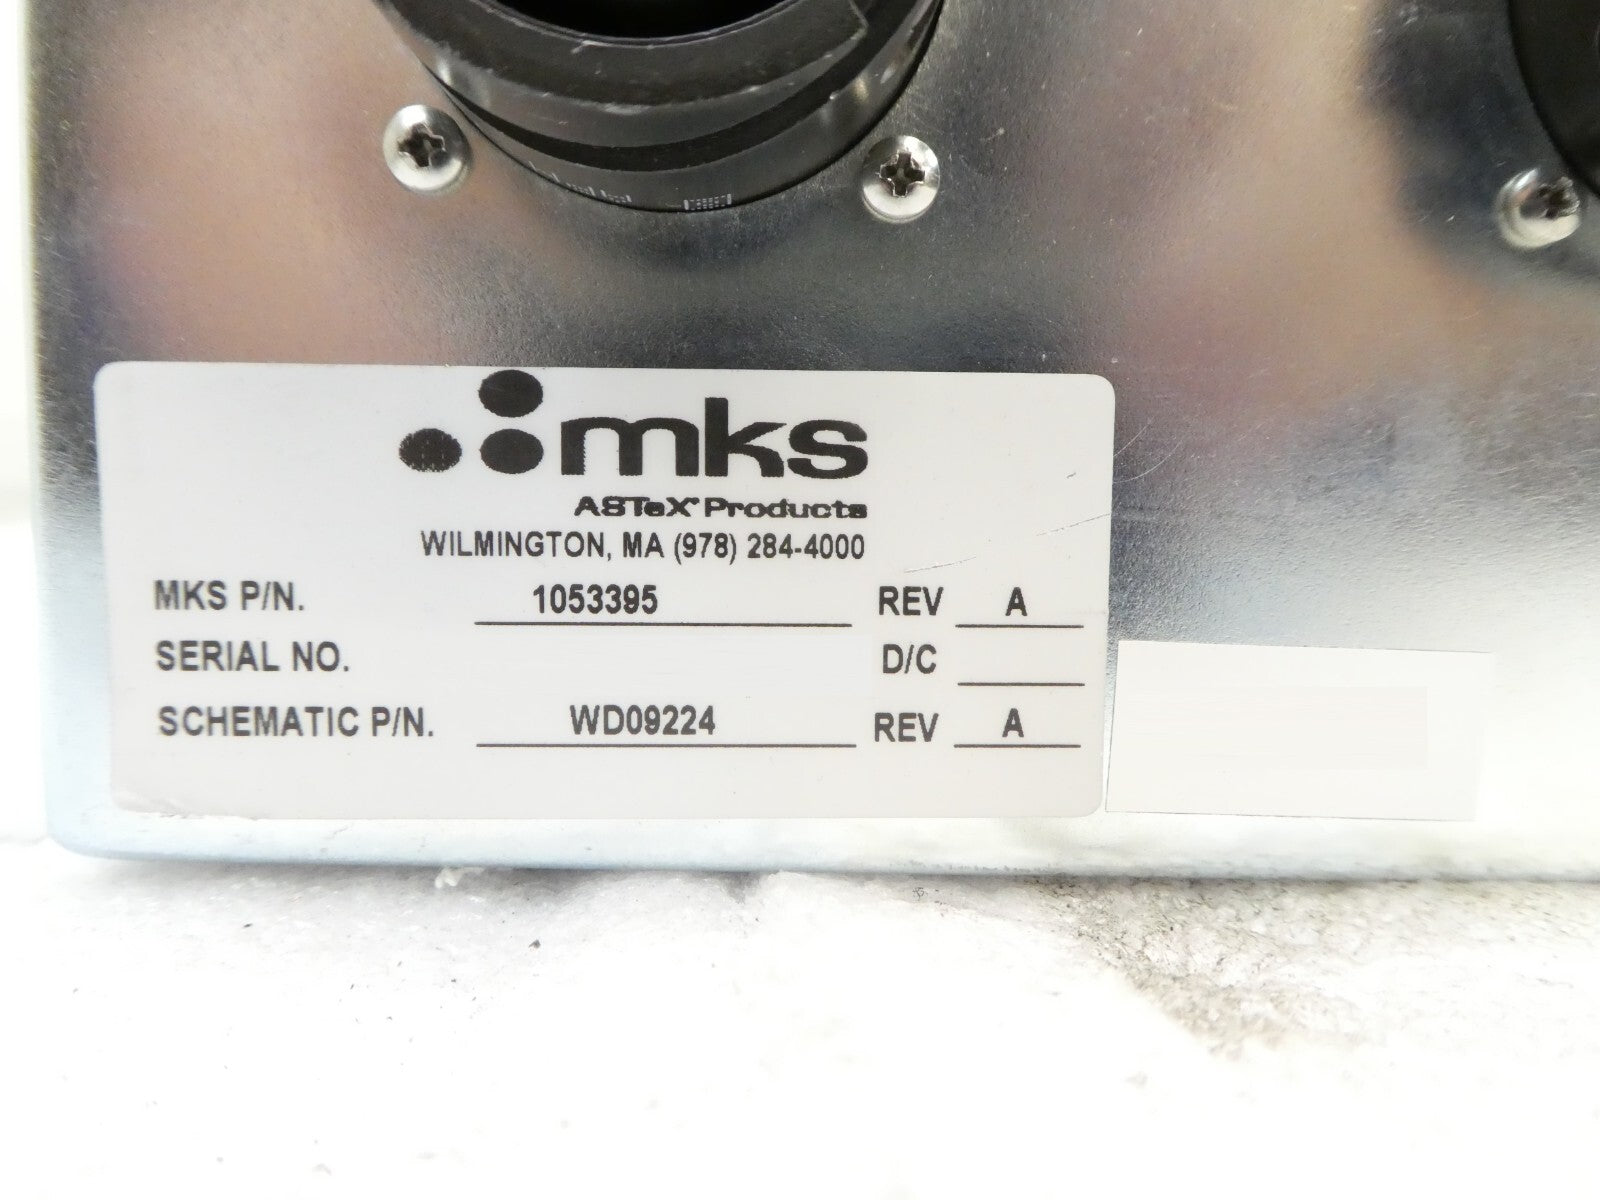 mks
ASTeX® Products
WILMINGTON, MA (978) 284-4000
MKS P/N. 1053395 REV A
SERIAL NO. D/C
SCHEMATIC P/N. WD09224 REV A